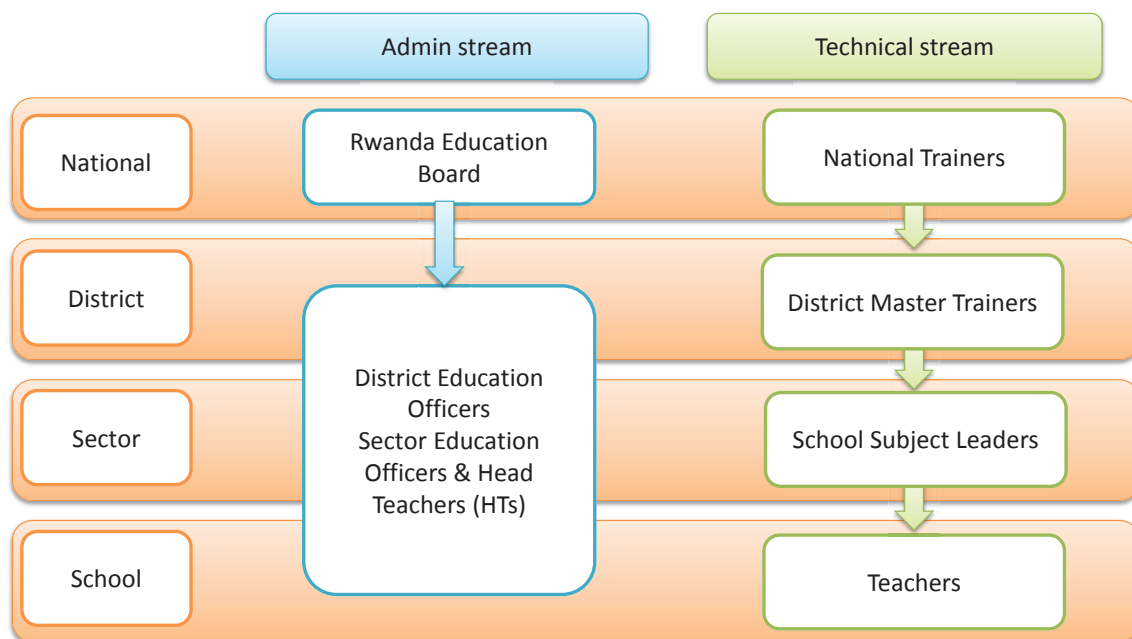 Admin stream
Technical stream
National
Rwanda Education
Board
National Trainers
District
District Master Trainers
District Education
Officers
Sector Education
Officers & Head
Teachers (HTs)
Sector
School Subject Leaders
School
Teachers